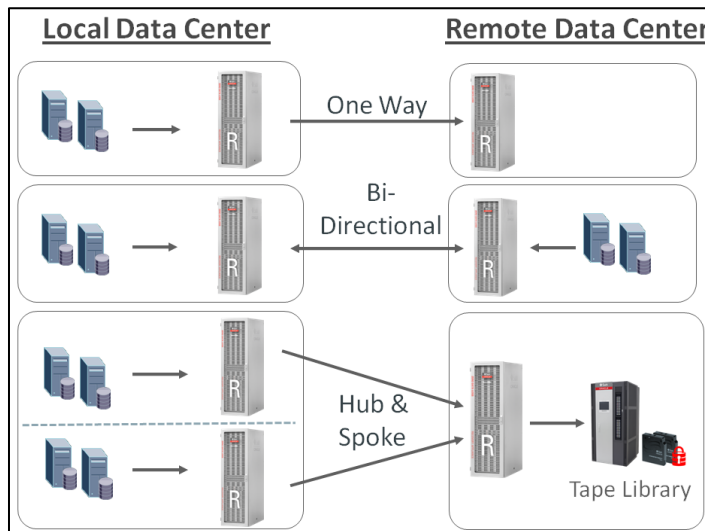 Local Data Center
Remote Data Center
One Way
R
R
Bi-
Directional
R
R
R
Hub &
Spoke
R
R
Tape Library